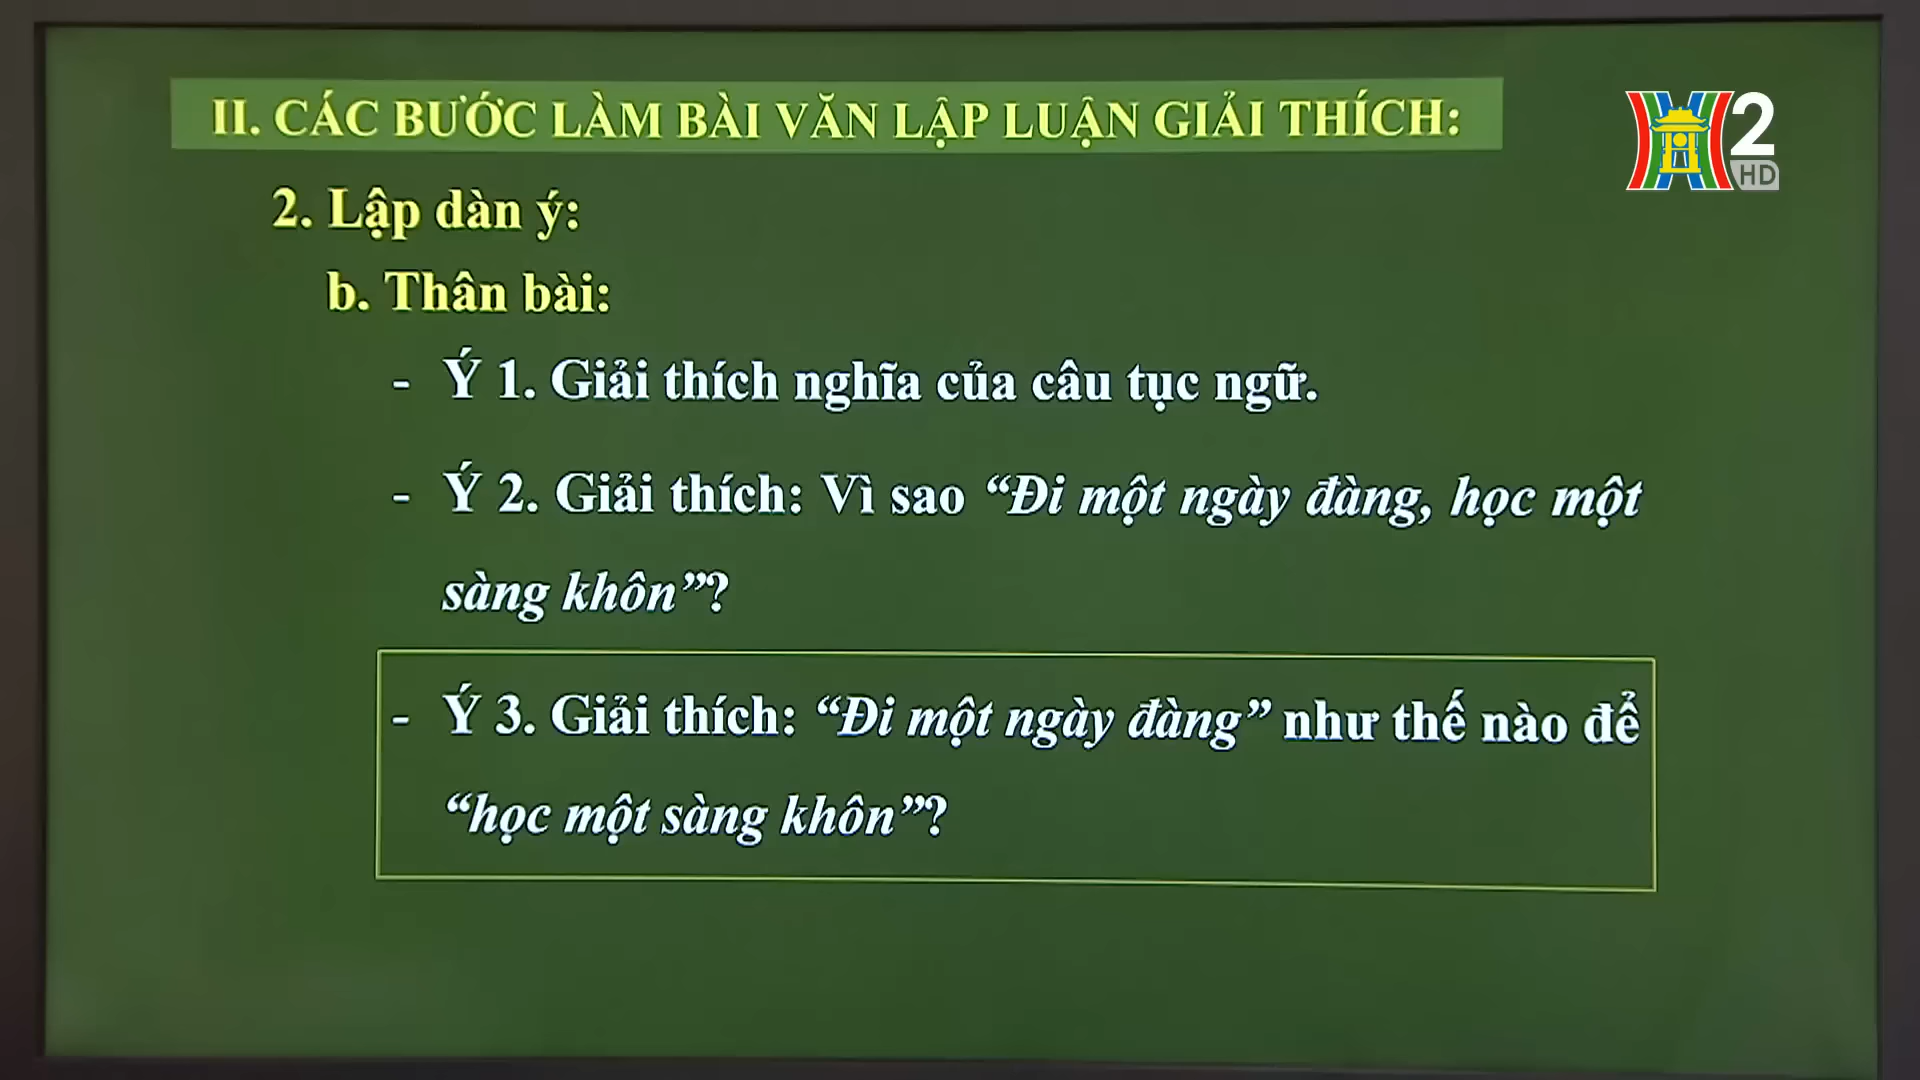 II. CÁC BƯỚC LÀM BÀI VĂN LẬP LUẬN GIẢI THÍCH:
2
HD
2. Lập dàn ý:
b. Thân bài:
- Ý 1. Giải thích nghĩa của câu tục ngữ.
- Ý 2. Giải thích: Vì sao “Đi một ngày đàng, học một
sàng khôn”?
- Ý 3. Giải thích: “Đi một ngày đàng” như thế nào để
“học một sàng khôn”?